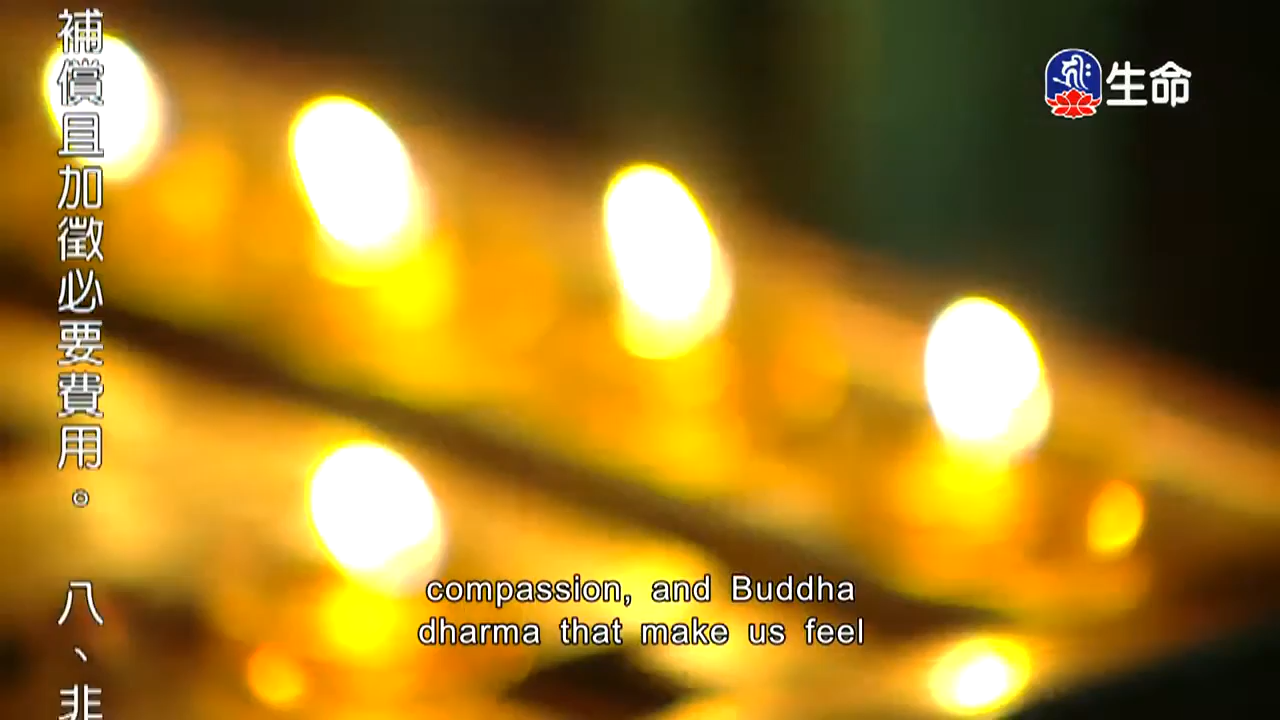 補償且加徵必要費用。 八、非
生命
compassion, and Buddha
dharma that make us feel